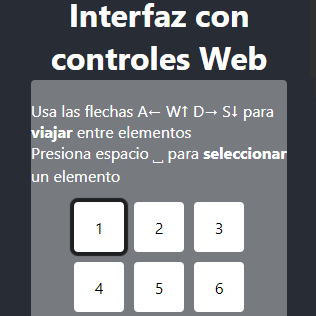 Interfaz con
controles Web
Usa las flechas A← W↑ D→ S↓ para
viajar entre elementos
Presiona espacio ␣ para seleccionar
un elemento
1 2 3
4 5 6